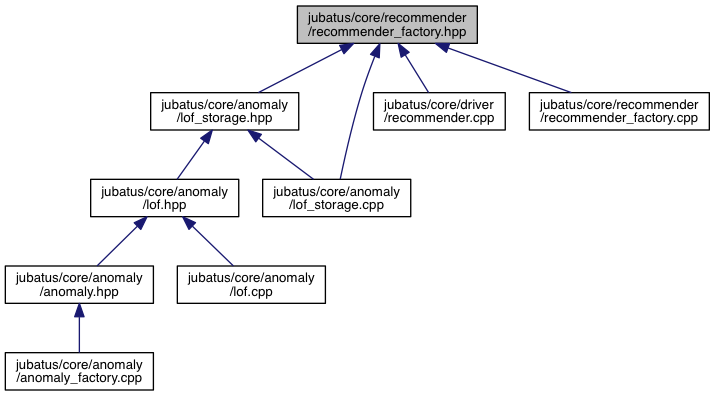 jubatus/core/recommender
/recommender_factory.hpp
jubatus/core/anomaly
/lof_storage.hpp
jubatus/core/driver
/recommender.cpp
jubatus/core/recommender
/recommender_factory.cpp
jubatus/core/anomaly
/lof.hpp
jubatus/core/anomaly
/lof_storage.cpp
jubatus/core/anomaly
/anomaly.hpp
jubatus/core/anomaly
/lof.cpp
jubatus/core/anomaly
/anomaly_factory.cpp